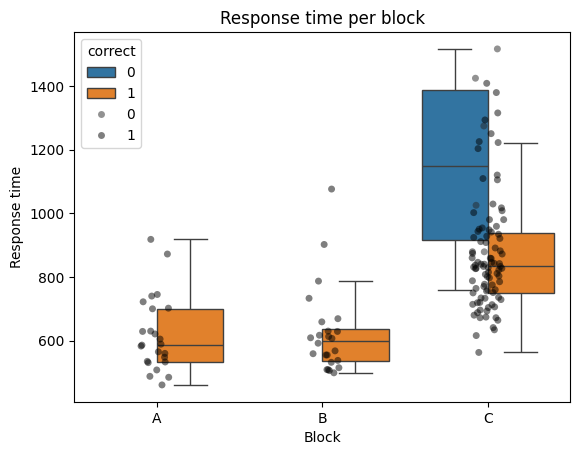 Response time per block
correct
0
1
0
1
1400
1200
1000
800
600
Response time
A B C
Block